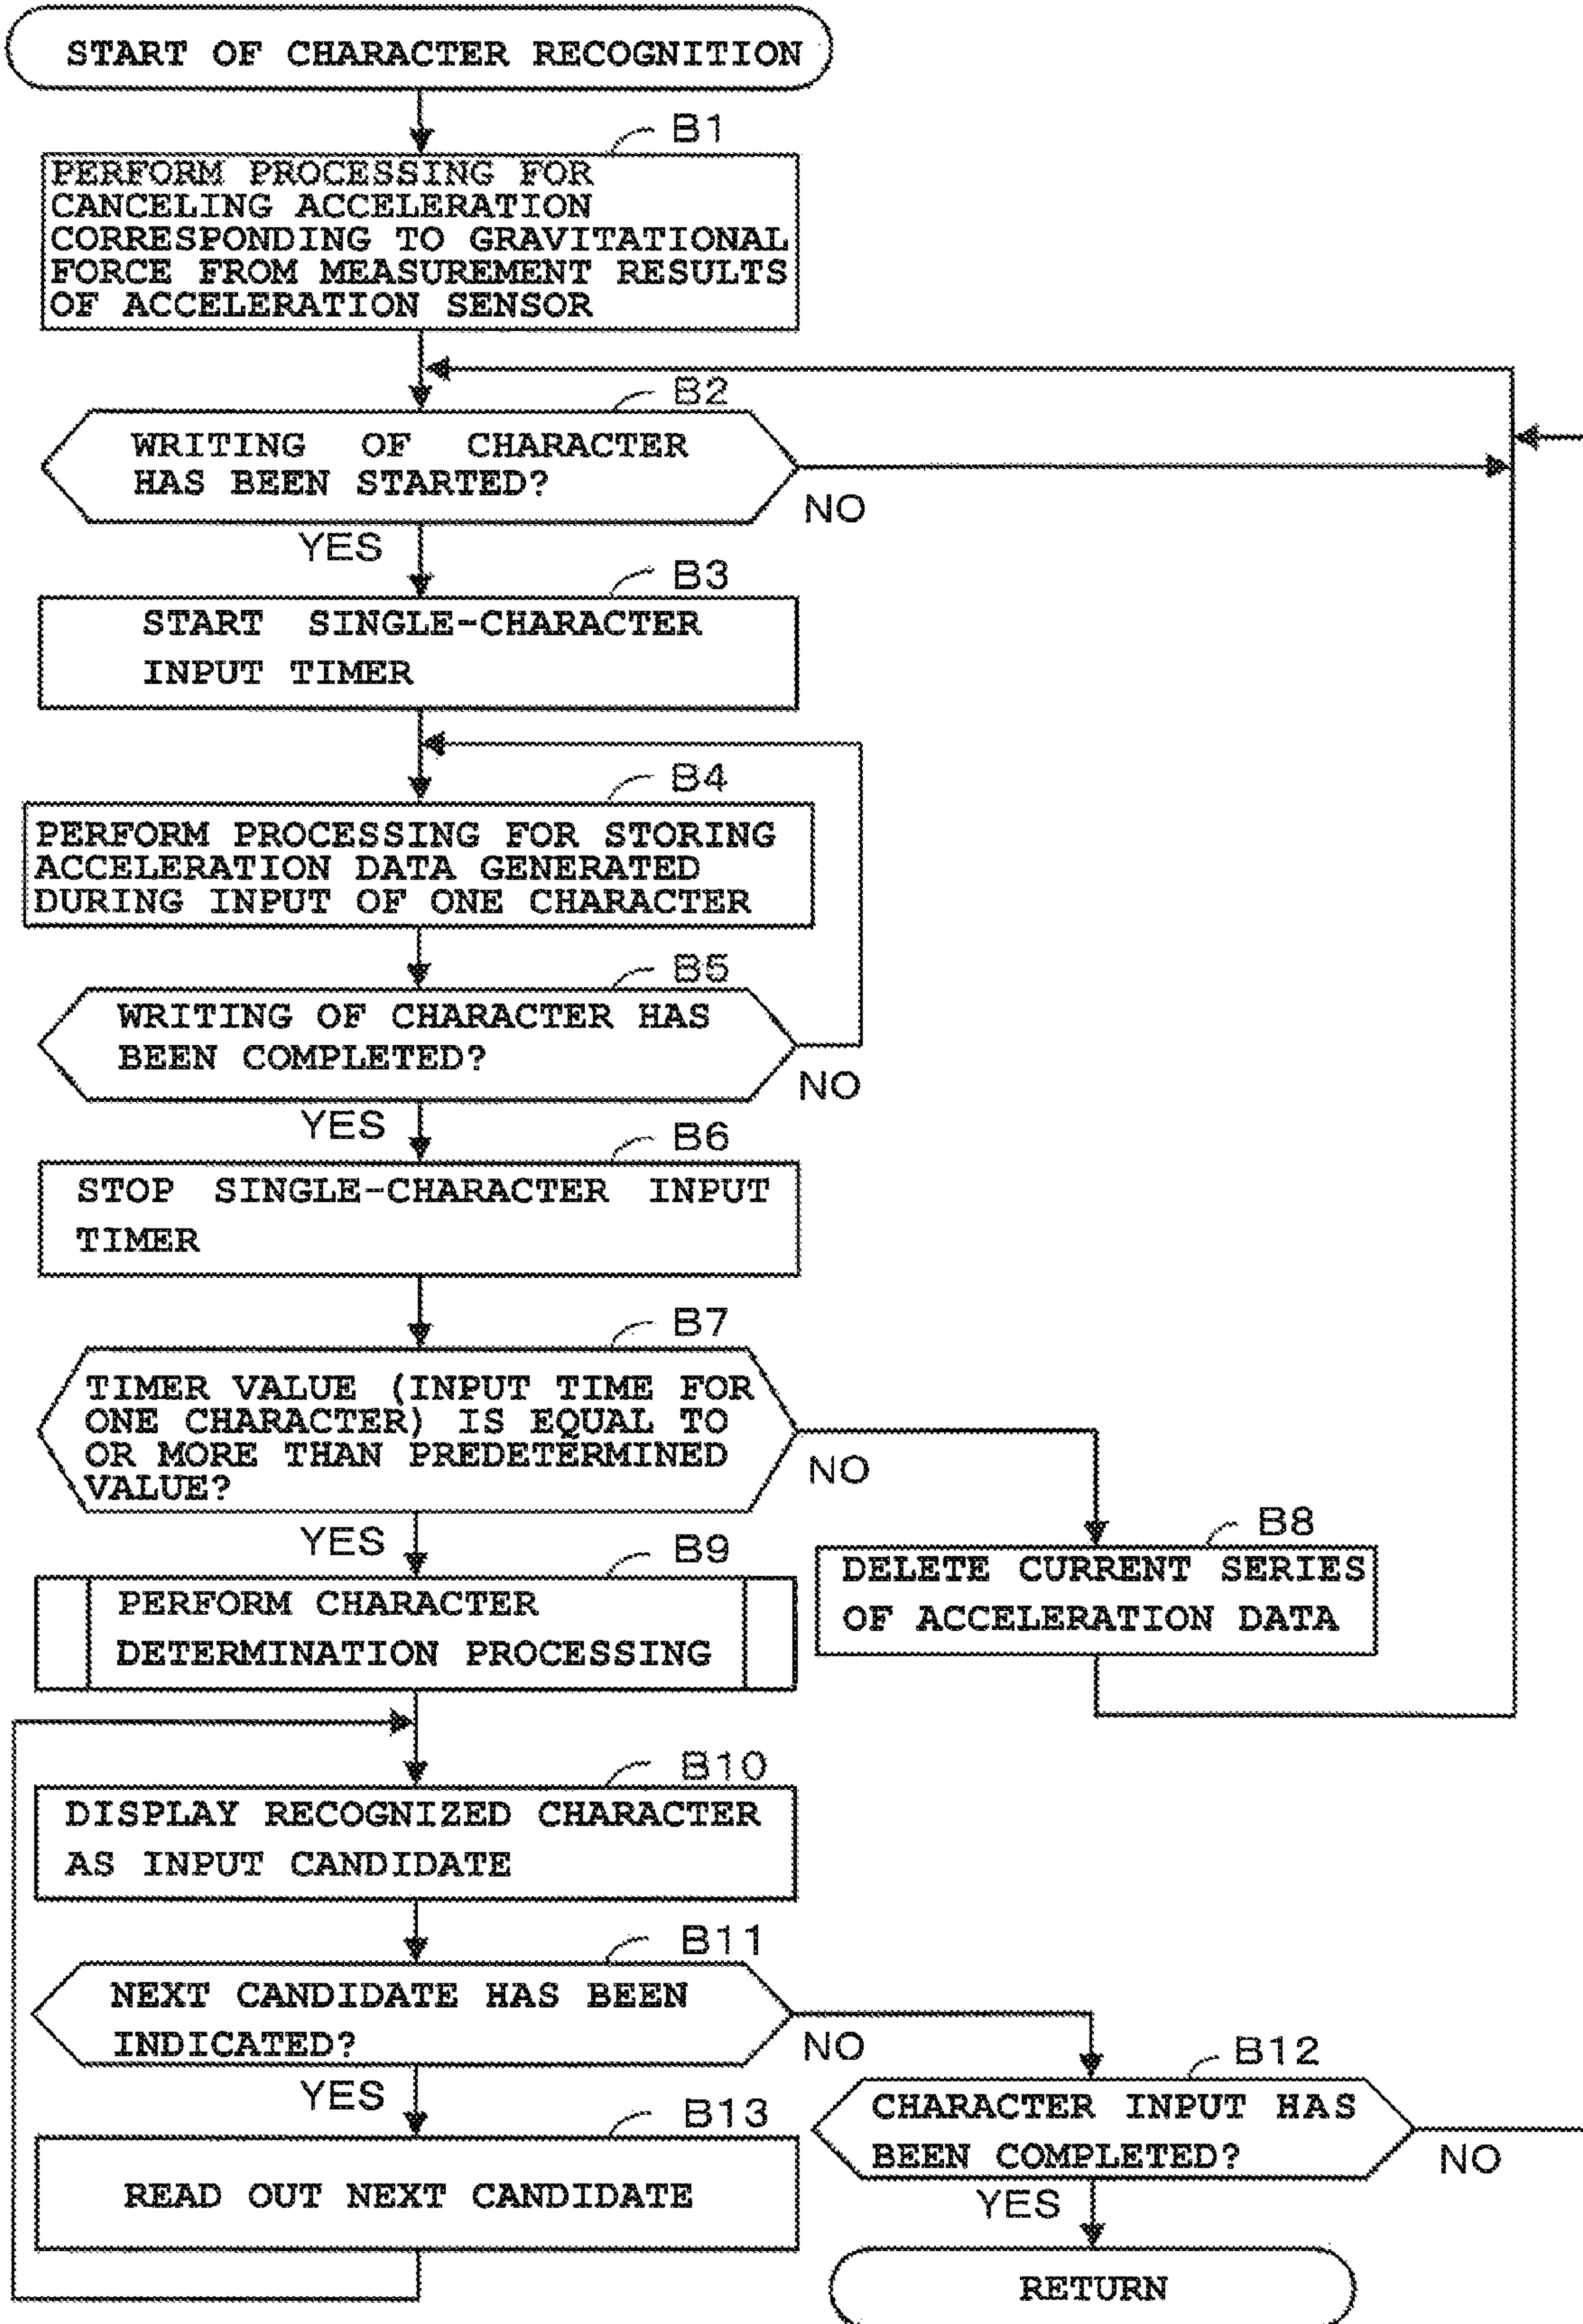 START OF CHARACTER RECOGNITION
B1
PERFORM PROCESSING FOR
CANCELING ACCELERATION
CORRESPONDING TO GRAVITATIONAL
FORCE FROM MEASUREMENT RESULTS
OF ACCELERATION SENSOR
B2
WRITING OF CHARACTER
HAS BEEN STARTED?
NO
YES
B3
START SINGLE-CHARACTER
INPUT TIMER
B4
PERFORM PROCESSING FOR STORING
ACCELERATION DATA GENERATED
DURING INPUT OF ONE CHARACTER
B5
WRITING OF CHARACTER HAS
BEEN COMPLETED?
NO
YES
B6
STOP SINGLE-CHARACTER INPUT
TIMER
B7
TIMER VALUE (INPUT TIME FOR
ONE CHARACTER) IS EQUAL TO
OR MORE THAN PREDETERMINED
VALUE?
NO
YES
B8
DELETE CURRENT SERIES
OF ACCELERATION DATA
B9
PERFORM CHARACTER
DETERMINATION PROCESSING
B10
DISPLAY RECOGNIZED CHARACTER
AS INPUT CANDIDATE
B11
NEXT CANDIDATE HAS BEEN
INDICATED?
NO
YES
B12
CHARACTER INPUT HAS
BEEN COMPLETED?
NO
YES
B13
READ OUT NEXT CANDIDATE
RETURN